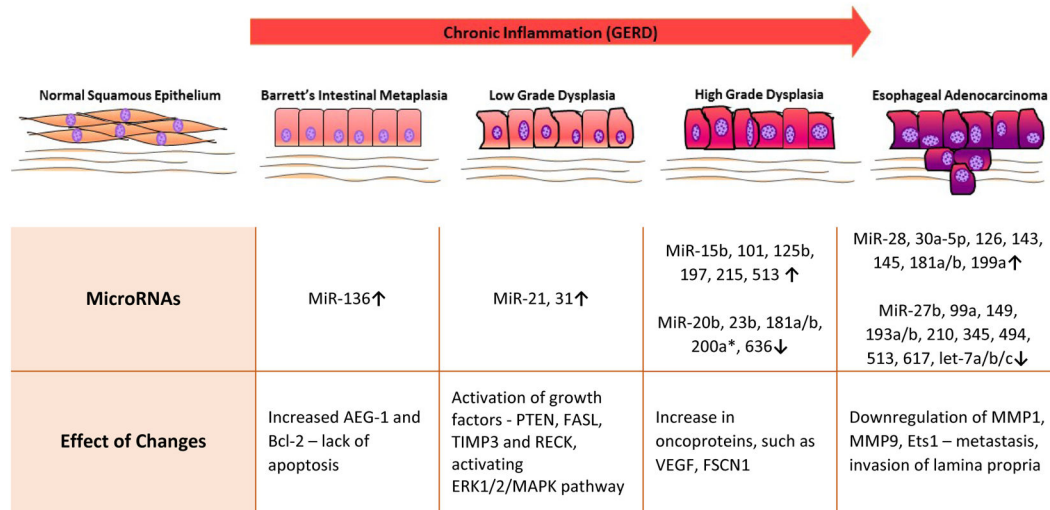 Chronic Inflammation (GERD)
Normal Squamous Epithelium
Barrett's Intestinal Metaplasia
Low Grade Dysplasia
High Grade Dysplasia
Esophageal Adenocarcinoma
MicroRNAs
MiR-136↑
MiR-21, 31↑
MiR-15b, 101, 125b,
197, 215, 513 ↑
MiR-20b, 23b, 181a/b,
200a*, 636↓
MiR-28, 30a-5p, 126, 143,
145, 181a/b, 199a↑
MiR-27b, 99a, 149,
193a/b, 210, 345, 494,
513, 617, let-7a/b/c↓
Effect of Changes
Increased AEG-1 and
Bcl-2 – lack of
apoptosis
Activation of growth
factors - PTEN, FASL,
TIMP3 and RECK,
activating
ERK1/2/MAPK pathway
Increase in
oncoproteins, such as
VEGF, FSCN1
Downregulation of MMP1,
MMP9, Ets1 – metastasis,
invasion of lamina propria